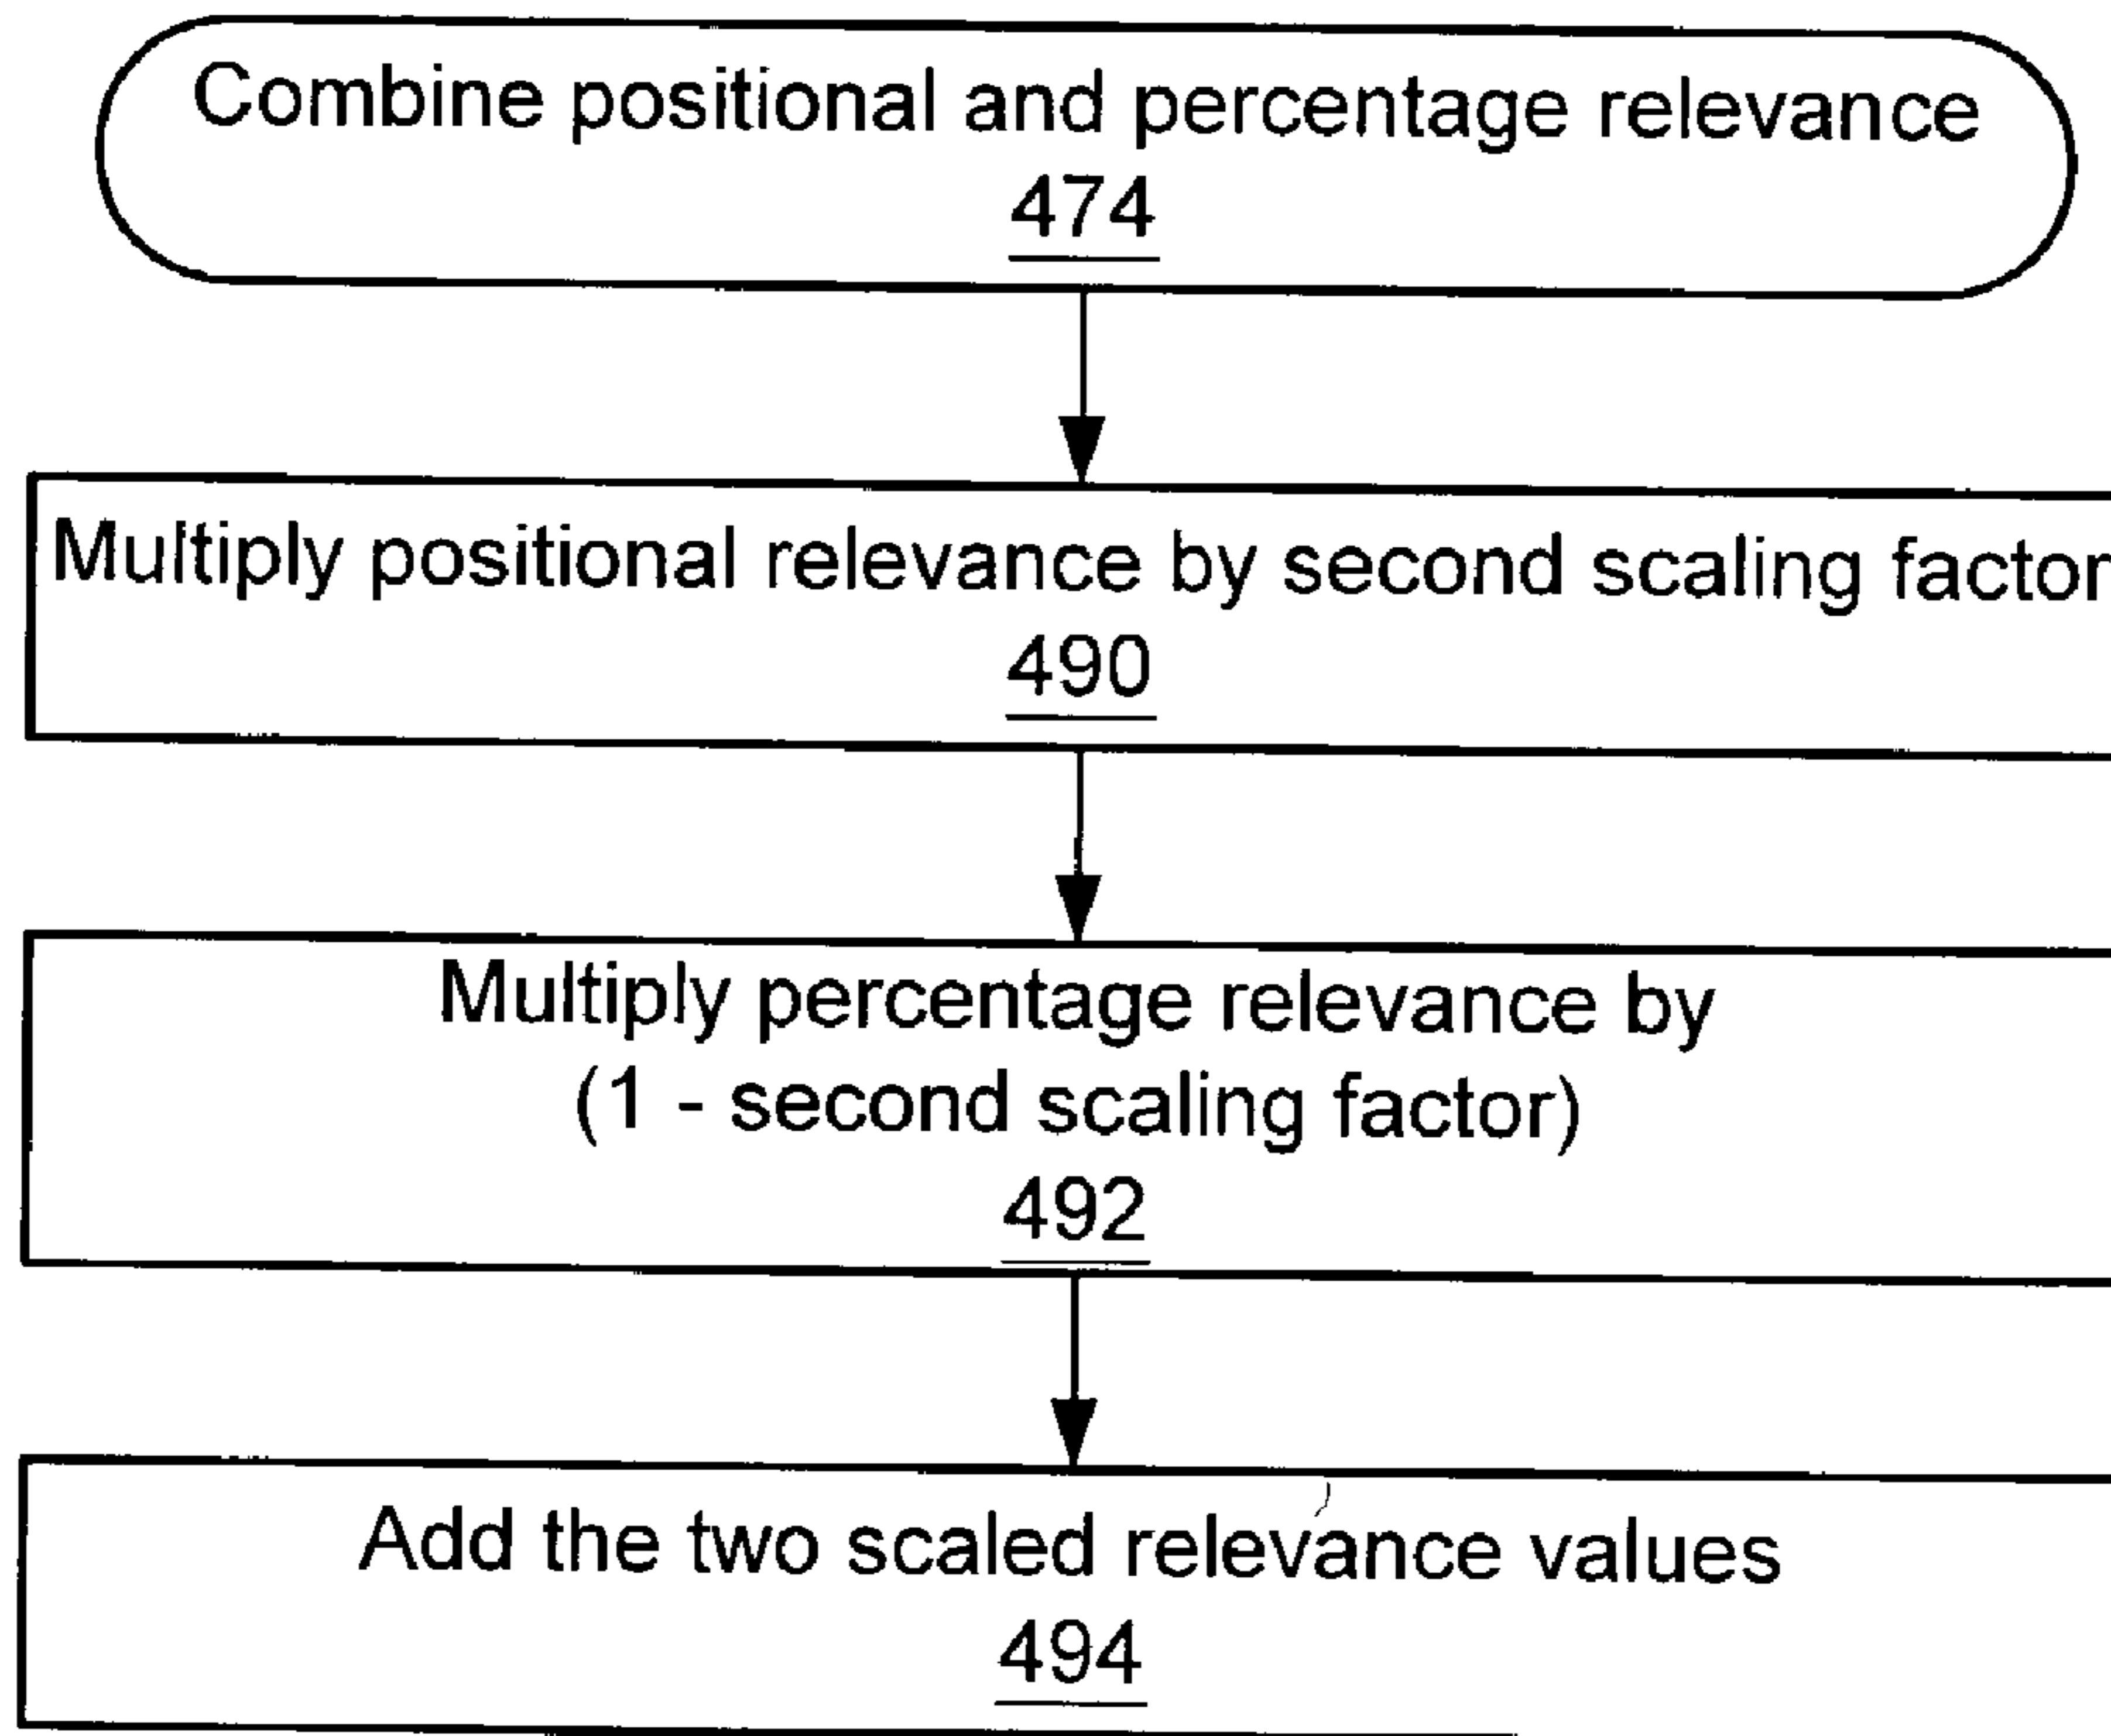 Combine positional and percentage relevance
474
Multiply positional relevance by second scaling factor
490
Multiply percentage relevance by
(1 - second scaling factor)
492
Add the two scaled relevance values
494